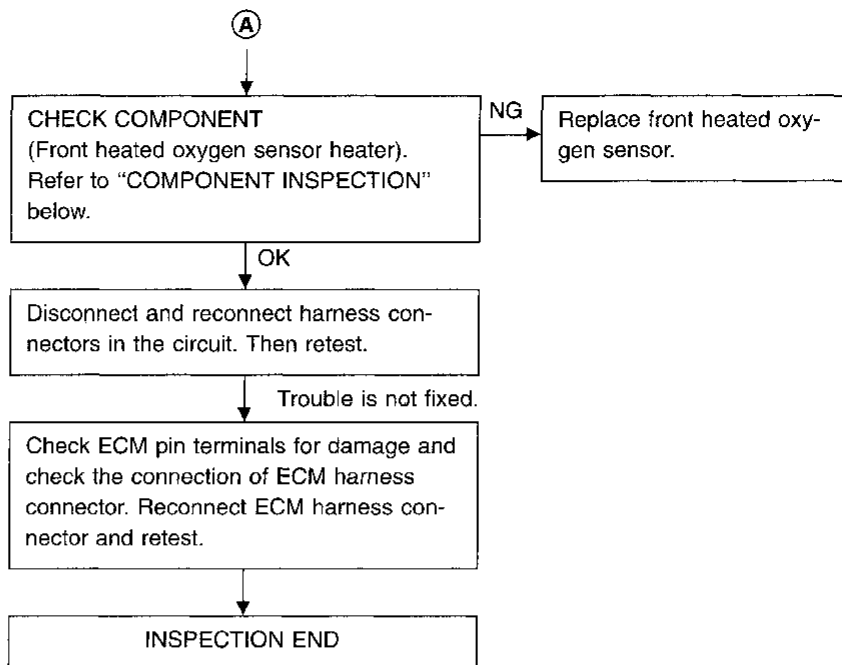 A
CHECK COMPONENT
(Front heated oxygen sensor heater).
Refer to “COMPONENT INSPECTION”
below.
NG
Replace front heated oxy-
gen sensor.
OK
Disconnect and reconnect harness con-
nectors in the circuit. Then retest.
Trouble is not fixed.
Check ECM pin terminals for damage and
check the connection of ECM harness
connector. Reconnect ECM harness con-
nector and retest.
INSPECTION END